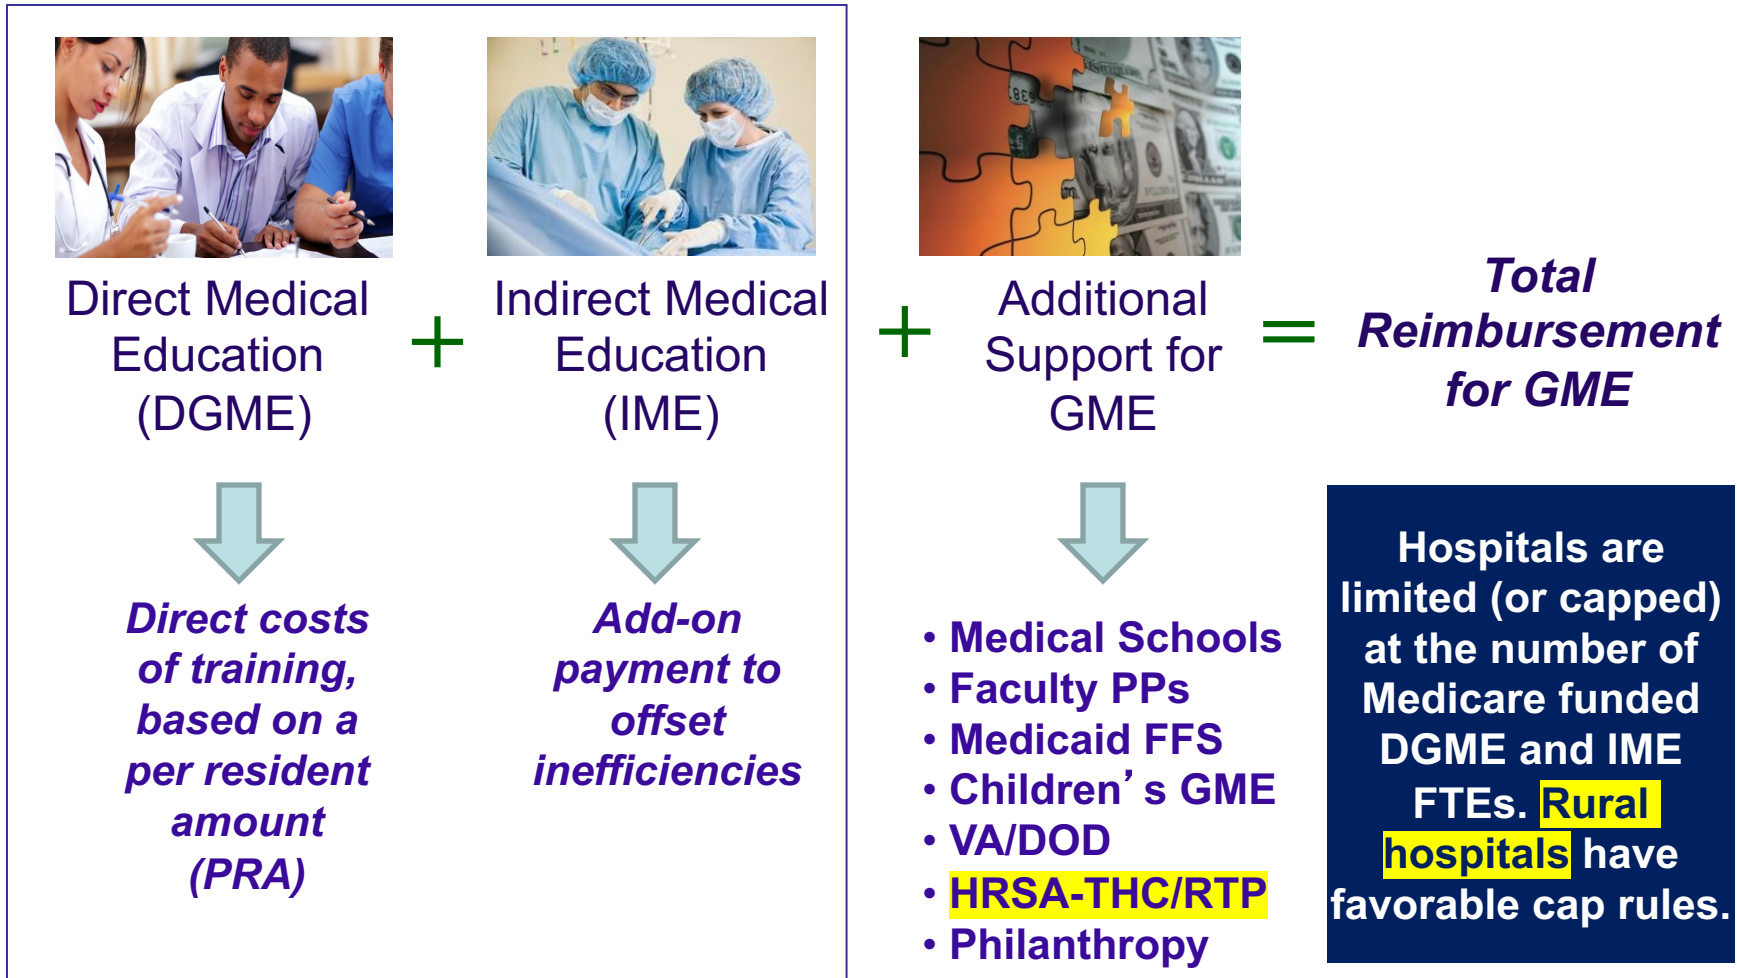 Direct Medical
Education
(DGME)
+
Indirect Medical
Education
(IME)
+
Additional
Support for
GME
=
Total
Reimbursement
for GME
Direct costs
of training,
based on a
per resident
amount
(PRA)
Add-on
payment to
offset
inefficiencies
• Medical Schools
• Faculty PPs
• Medicaid FFS
• Children’s GME
• VA/DOD
• HRSA-THC/RTP
• Philanthropy
Hospitals are
limited (or capped)
at the number of
Medicare funded
DGME and IME
FTEs. Rural
hospitals have
favorable cap rules.